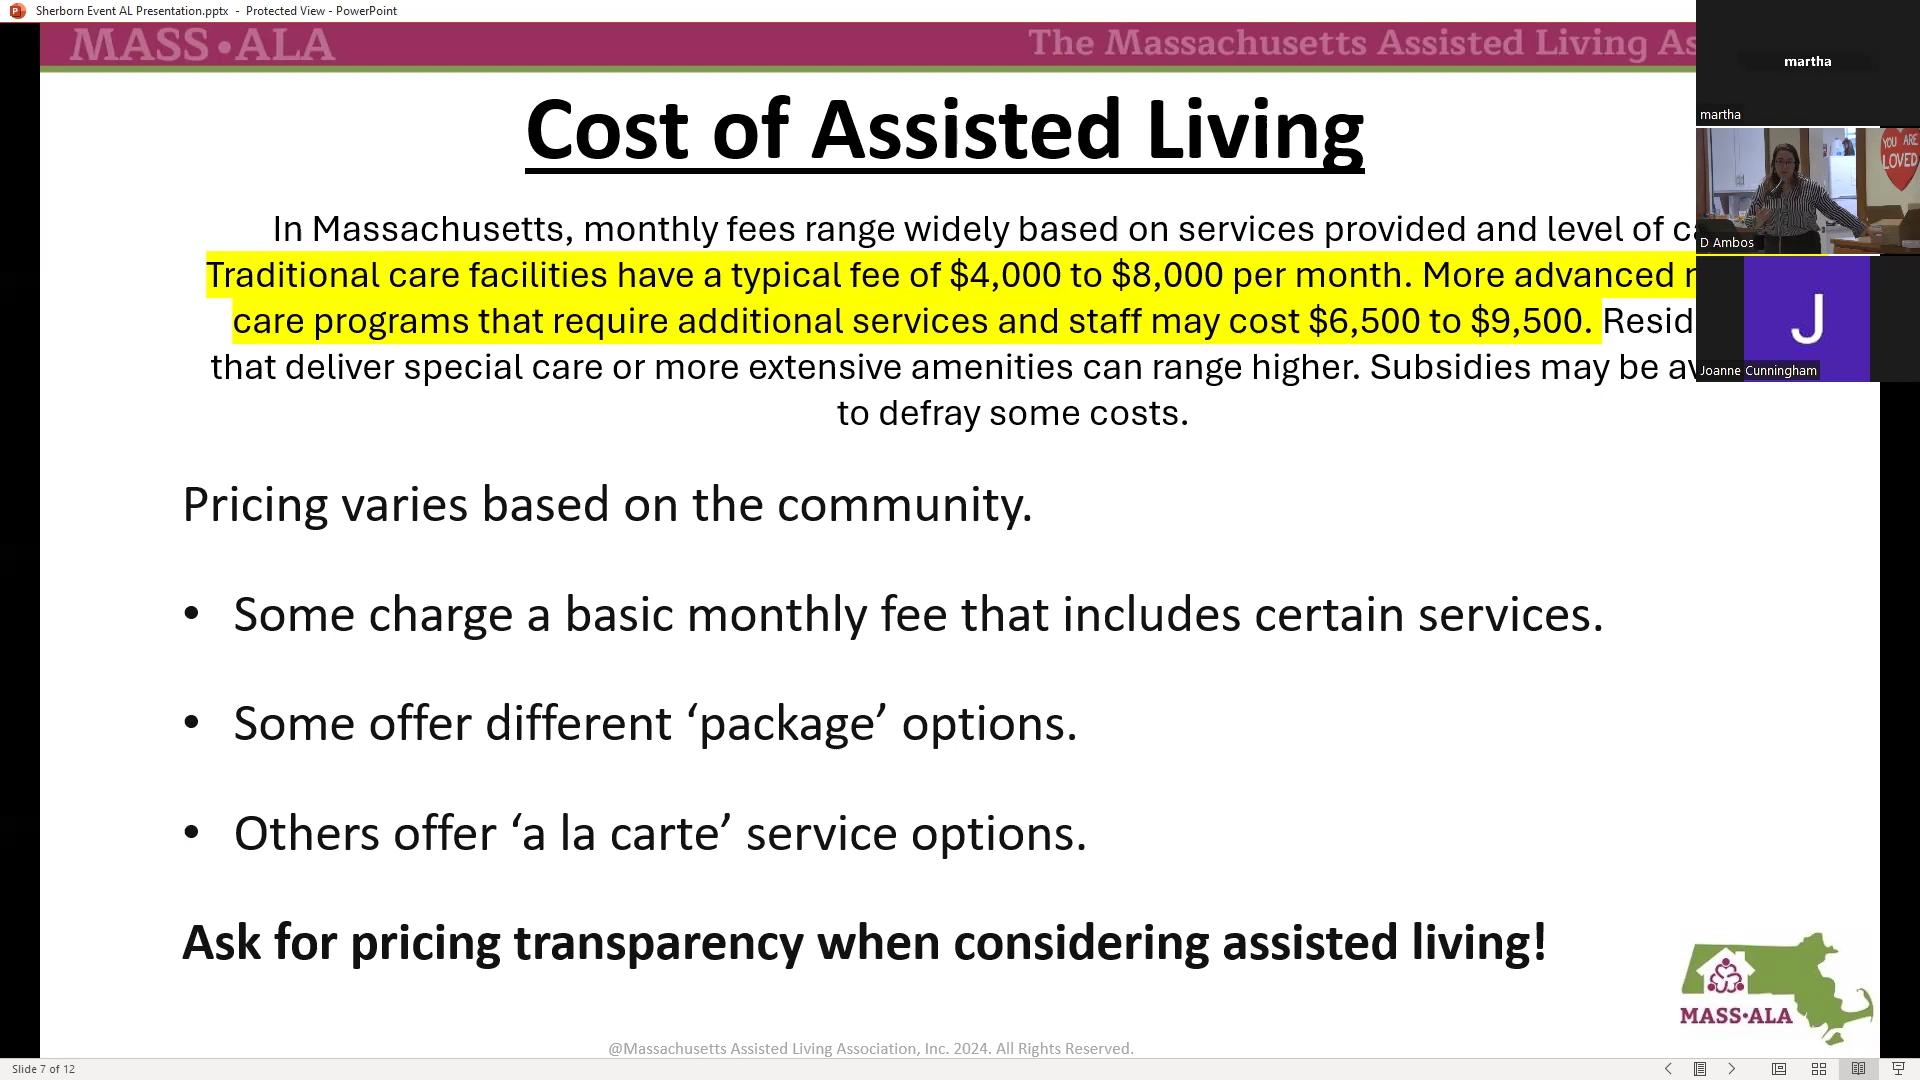 Sherborn Event AL Presentation.pptx - Protected View - PowerPoint
MASS•ALA
The Massachusetts Assisted Living As
martha
martha
YOU ARE
LOVED
D Ambos
J
Joanne Cunningham
Cost of Assisted Living
In Massachusetts, monthly fees range widely based on services provided and level of
Traditional care facilities have a typical fee of $4,000 to $8,000 per month. More advanced
care programs that require additional services and staff may cost $6,500 to $9,500. Resid
that deliver special care or more extensive amenities can range higher. Subsidies may be
to defray some costs.
Pricing varies based on the community.
• Some charge a basic monthly fee that includes certain services.
• Some offer different ‘package’ options.
• Others offer ‘a la carte’ service options.
Ask for pricing transparency when considering assisted living!
MASS•ALA
@Massachusetts Assisted Living Association, Inc. 2024. All Rights Reserved.
Slide 7 of 12